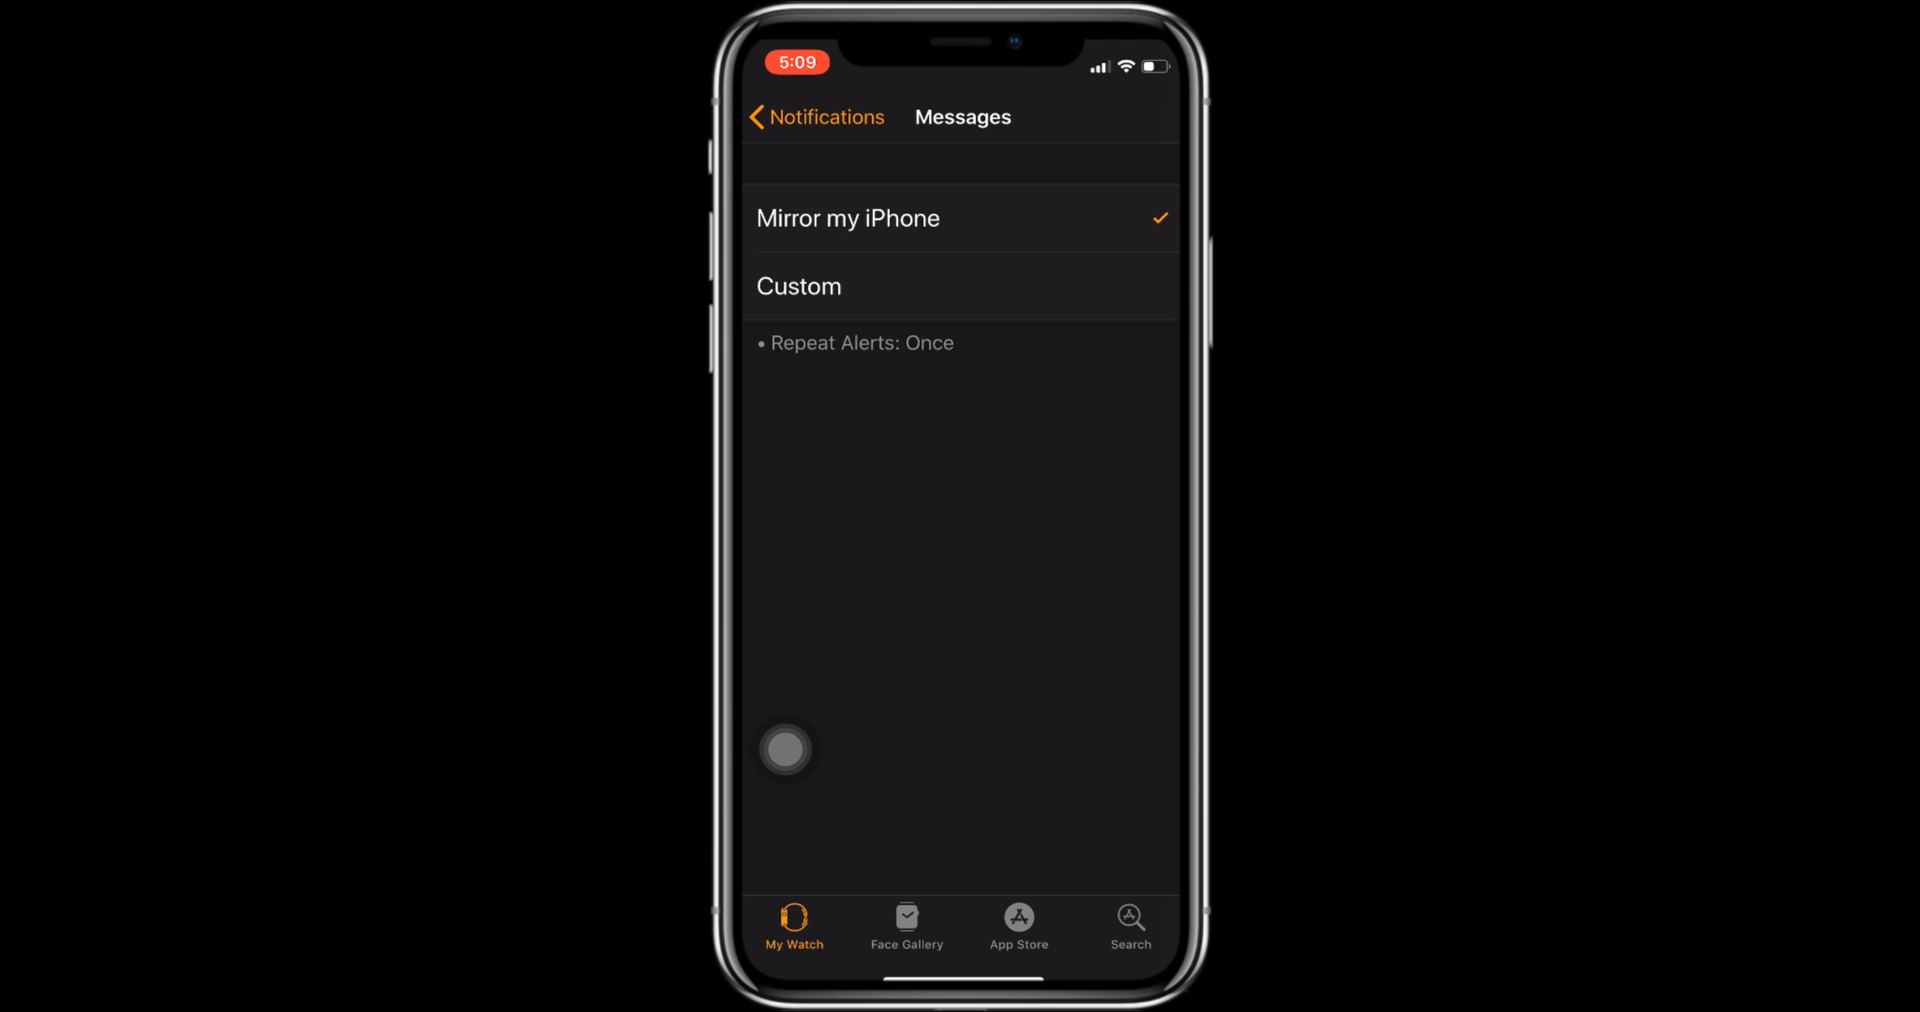 5:09
Notifications Messages
Mirror my iPhone
Custom
• Repeat Alerts: Once
My Watch Face Gallery App Store Search